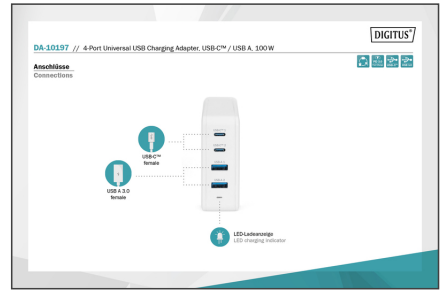 DIGITUS®
DA-10197 // 4-Port Universal USB Charging Adapter, USB-C™ / USB A, 100 W
Anschlüsse
Connections
USB-C™
female
USB A 3.0
female
LED-Ladeanzeige
LED charging indicator